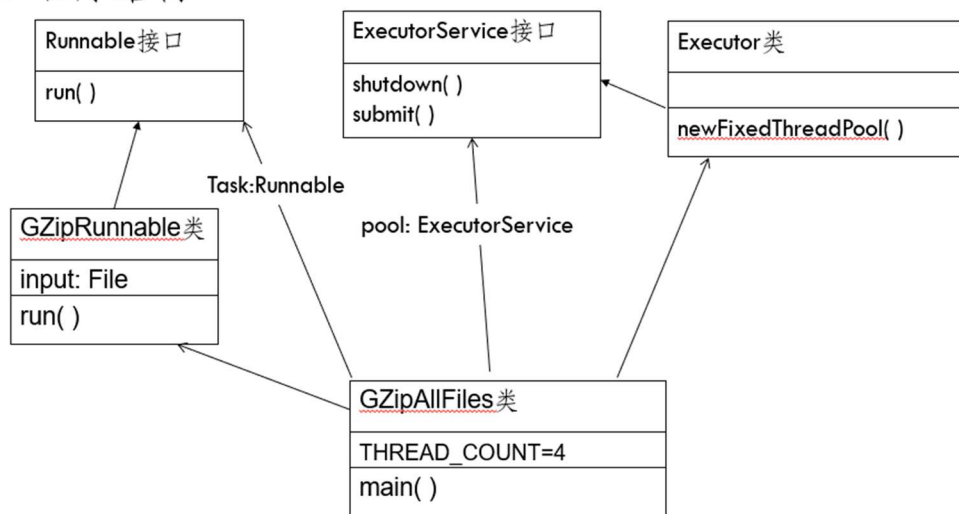 Runnable接口
run( )
ExecutorService接口
shutdown( )
submit( )
Executor类
newFixedThreadPool( )
Task:Runnable
pool: ExecutorService
GZipRunnable类
input: File
run( )
GZipAllFiles类
THREAD_COUNT=4
main( )